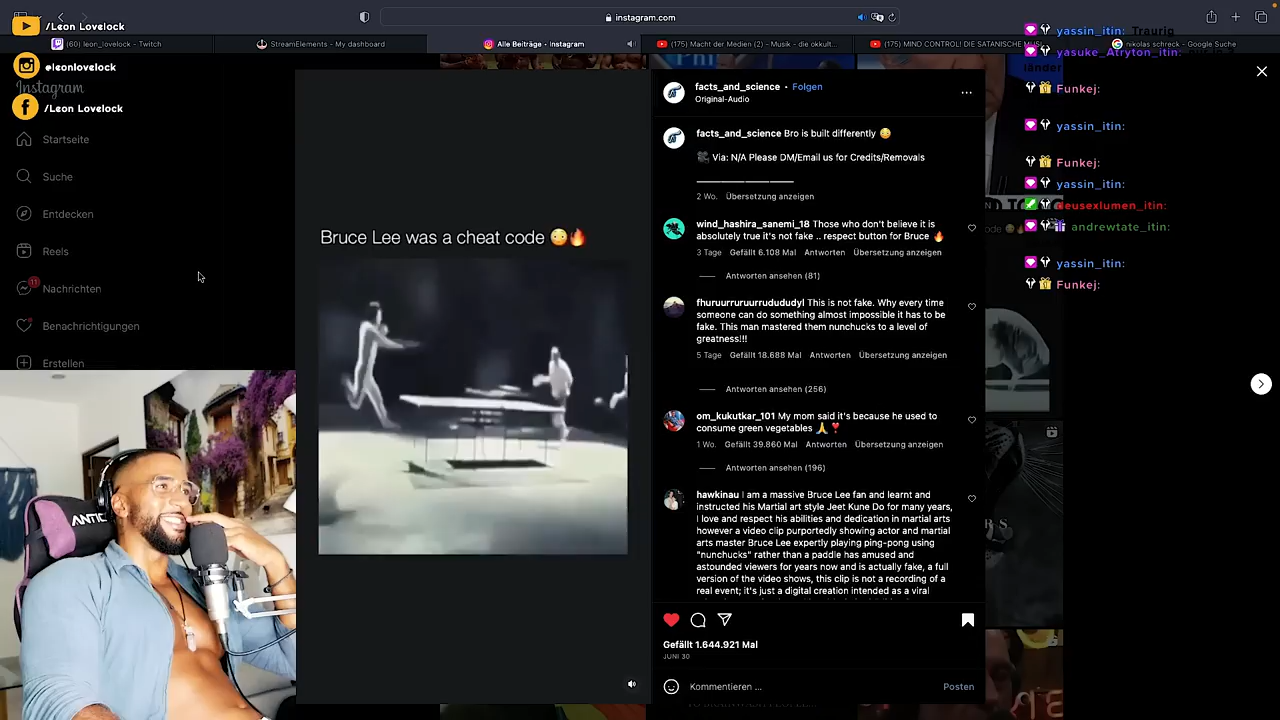 /Leon Lovelock
instagram.com
(60) leon_lovelock - Twitch
StreamElements - My dashboard
Alle Beiträge - Instagram
(175) Macht der Medien (2) - Musik - die okkult...
(175) MIND CONTROL! DIE SATANISCHE
nikolas schreck - Google Suche
@leonlovelock
Instagram
/Leon Lovelock
Startseite
Suche
Entdecken
Reels
11
Nachrichten
Benachrichtigungen
Erstellen
ANTIC
Bruce Lee was a cheat code 😳🔥
facts_and_science • Folgen
Original-Audio
facts_and_science Bro is built differently 😳
🎥 Via: N/A Please DM/Email us for Credits/Removals
2 Wo. Übersetzung anzeigen
wind_hashira_sanemi_18 Those who don't believe it is
absolutely true it's not fake .. respect button for Bruce 🔥
3 Tage Gefällt 6.108 Mal Antworten Übersetzung anzeigen
Antworten ansehen (81)
fhuruurruruurrudududyl This is not fake. Why every time
someone can do something almost impossible it has to be
fake. This man mastered them nunchucks to a level of
greatness!!!
5 Tage Gefällt 18.688 Mal Antworten Übersetzung anzeigen
Antworten ansehen (256)
om_kukutkar_101 My mom said it's because he used to
consume green vegetables 🙏❣️
1 Wo. Gefällt 39.860 Mal Antworten Übersetzung anzeigen
Antworten ansehen (196)
hawkinau I am a massive Bruce Lee fan and learnt and
instructed his Martial art style Jeet Kune Do for many years,
I love and respect his abilities and dedication in martial arts
however a video clip purportedly showing actor and martial
arts master Bruce Lee expertly playing ping-pong using
"nunchucks" rather than a paddle has amused and
astounded viewers for years now and is actually fake, a full
version of the video shows, this clip is not a recording of a
real event; it's just a digital creation intended as a viral
Gefällt 1.644.921 Mal
JUNI 30
Kommentieren ...
Posten
yassin_itin: Traurig
yasuke_Atryton_itin:
länder
Funkej:
yassin_itin:
Funkej:
yassin_itin:
deusexlumen_itin:
andrewtate_itin:
yassin_itin:
Funkej: